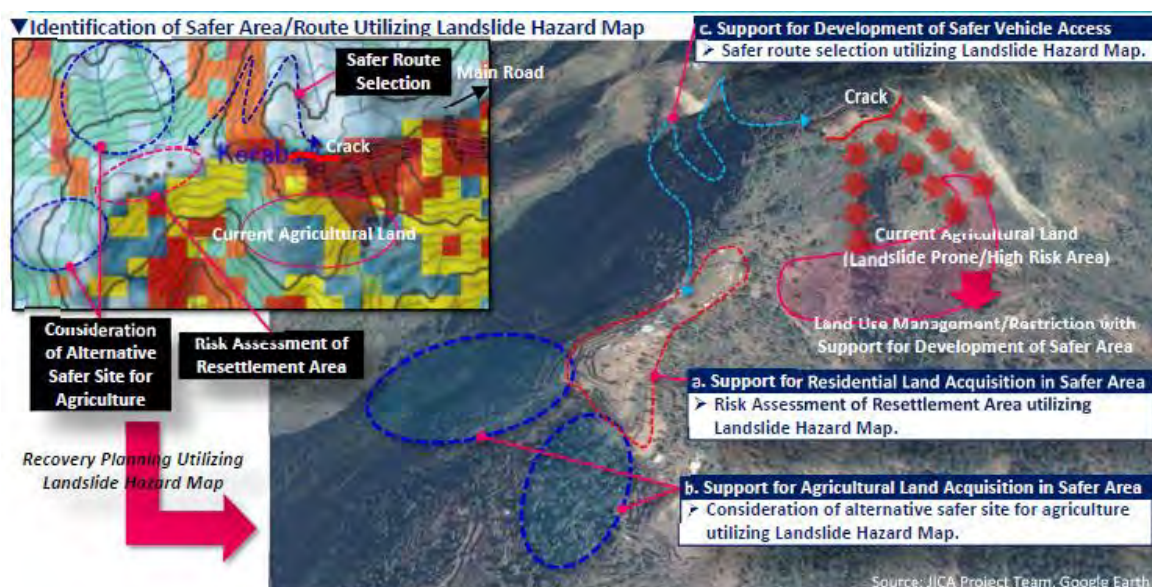 ▼Identification of Safer Area/Route Utilizing Landslide Hazard Map
Safer Route
Selection
Main Road
Kerab
Crack
Current Agricultural Land
Consideration
of Alternative
Safer Site for
Agriculture
Risk Assessment of
Resettlement Area
Recovery Planning Utilizing
Landslide Hazard Map
c. Support for Development of Safer Vehicle Access
➢ Safer route selection utilizing Landslide Hazard Map.
Crack
Current Agricultural Land
(Landslide Prone/High Risk Area)
Land Use Management/Restriction with
Support for Development of Safer Area
a. Support for Residential Land Acquisition in Safer Area
➢ Risk Assessment of Resettlement Area utilizing
Landslide Hazard Map.
b. Support for Agricultural Land Acquisition in Safer Area
➢ Consideration of alternative safer site for agriculture
utilizing Landslide Hazard Map.
Source: JICA Project Team, Google Earth